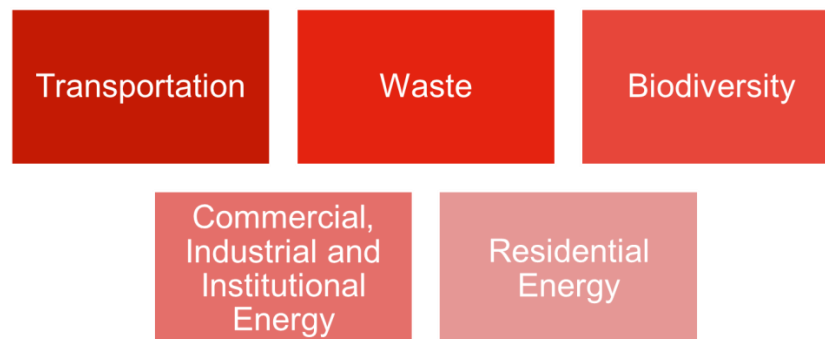 Transportation
Waste
Biodiversity
Commercial,
Industrial and
Institutional
Energy
Residential
Energy